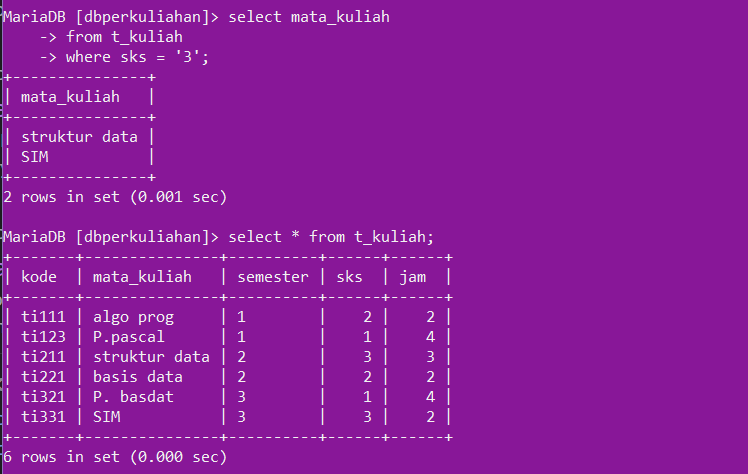 MariaDB [dbperkuliahan]> select mata_kuliah
    -> from t_kuliah
    -> where sks = '3';
+---------------+
| mata_kuliah   |
+---------------+
| struktur data |
| SIM           |
+---------------+
2 rows in set (0.001 sec)

MariaDB [dbperkuliahan]> select * from t_kuliah;
+-------+---------------+----------+------+------+
| kode  | mata_kuliah   | semester | sks  | jam  |
+-------+---------------+----------+------+------+
| ti111 | algo prog     | 1        |    2 |    2 |
| ti123 | P.pascal      | 1        |    1 |    4 |
| ti211 | struktur data | 2        |    3 |    3 |
| ti221 | basis data    | 2        |    2 |    2 |
| ti321 | P. basdat     | 3        |    1 |    4 |
| ti331 | SIM           | 3        |    3 |    2 |
+-------+---------------+----------+------+------+
6 rows in set (0.000 sec)